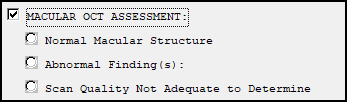 MACULAR OCT ASSESSMENT:
Normal Macular Structure
Abnormal Finding(s):
Scan Quality Not Adequate to Determine